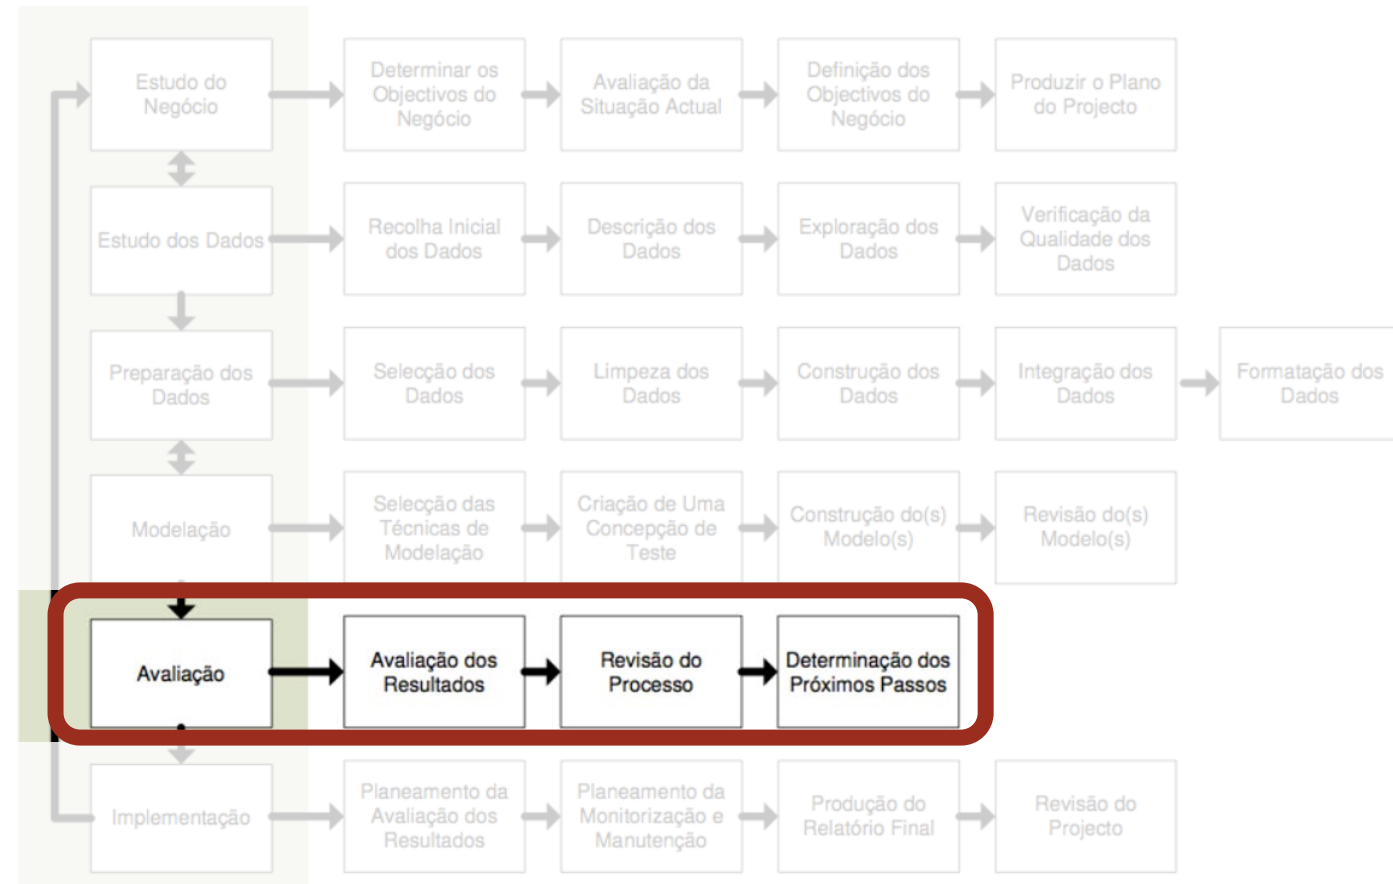 Estudo do
Negócio
Determinar os
Objectivos do
Negócio
Avaliação da
Situação Actual
Definição dos
Objectivos do
Negócio
Produzir o Plano
do Projecto
Estudo dos Dados
Recolha Inicial
dos Dados
Descrição dos
Dados
Exploração dos
Dados
Verificação da
Qualidade dos
Dados
Preparação dos
Dados
Selecção dos
Dados
Limpeza dos
Dados
Construção dos
Dados
Integração dos
Dados
Formatação dos
Dados
Modelação
Selecção das
Técnicas de
Modelação
Criação de Uma
Concepção de
Teste
Construção do(s)
Modelo(s)
Revisão do(s)
Modelo(s)
Avaliação
Avaliação dos
Resultados
Revisão do
Processo
Determinação dos
Próximos Passos
Implementação
Planeamento da
Avaliação dos
Resultados
Planeamento da
Monitorização e
Manutenção
Produção do
Relatório Final
Revisão do
Projecto